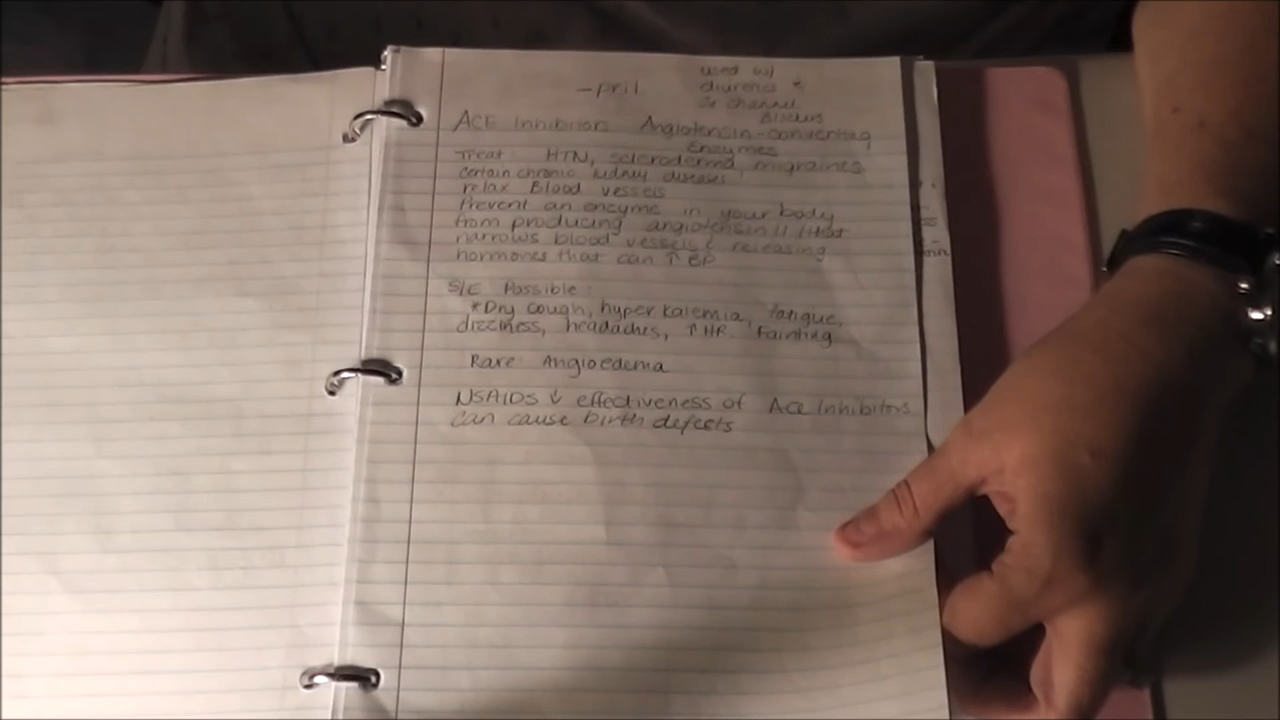 used w/
-pril diuretics +
Ca channel
Blockers
ACE Inhibitors Angiotensin-converting
Enzymes
Treat: HTN, scleroderma, migraines
certain chronic kidney diseases
relax Blood vessels
Prevent an enzyme in your body
from producing angiotensin II that
narrows blood vessels & releasing
hormones that can ↑ BP
S/E Possible:
*Dry cough, hyperkalemia, fatigue,
dizziness, headaches, ↑HR. Fainting
Rare: Angioedema
NSAIDS ↓ effectiveness of Ace Inhibitors
can cause birth defects